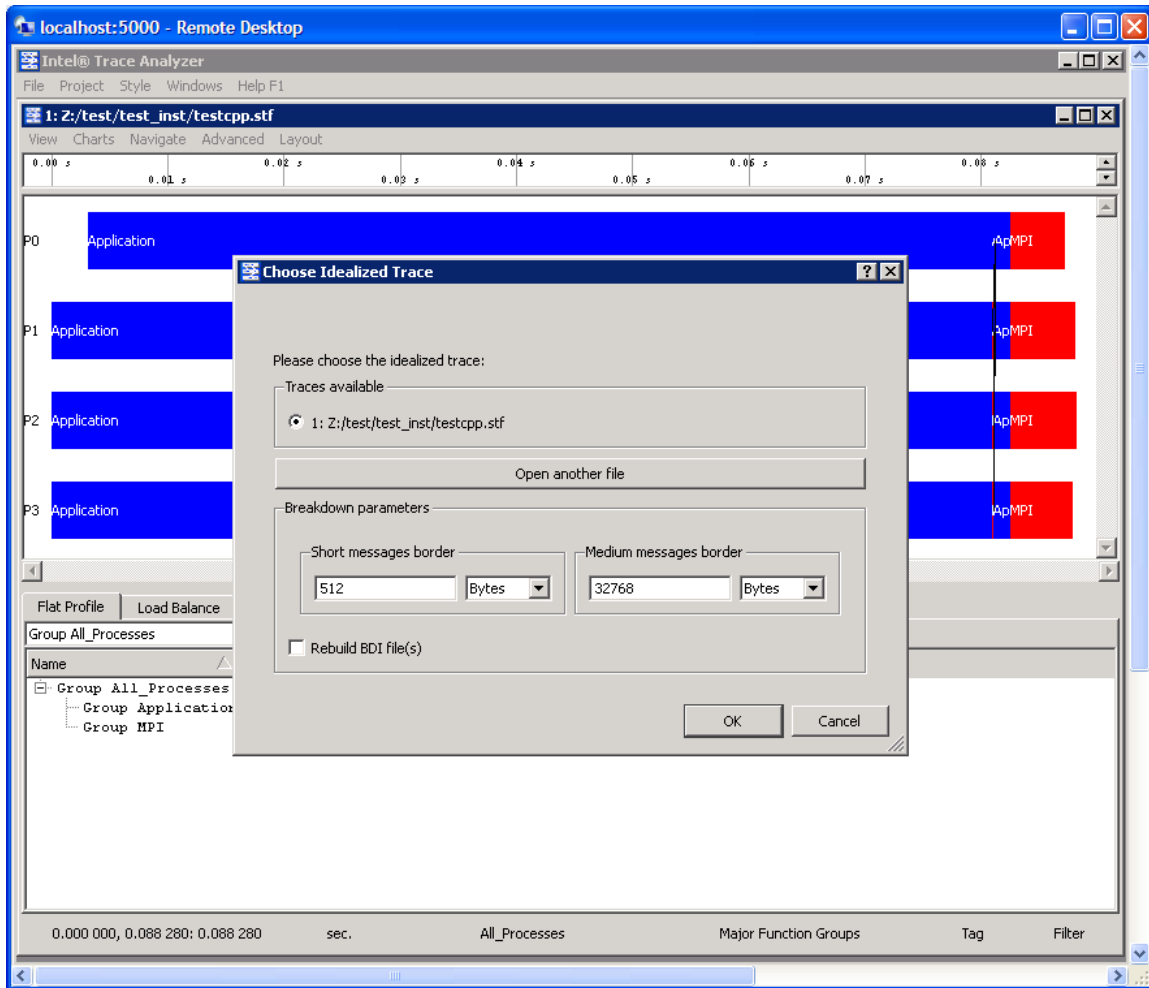 localhost:5000 - Remote Desktop
Intel® Trace Analyzer
File Project Style Windows Help F1
1: Z:/test/test_inst/testcpp.stf
View Charts Navigate Advanced Layout
0.00 s 0.02 s 0.04 s 0.06 s 0.08 s
0.01 s 0.03 s 0.05 s 0.07 s
P0 Application Ap MPI
Choose Idealized Trace
P1 Application Ap MPI
Please choose the idealized trace:
Traces available
1: Z:/test/test_inst/testcpp.stf
P2 Application Ap MPI
Open another file
P3 Application Ap MPI
Breakdown parameters
Short messages border Medium messages border
512 Bytes 32768 Bytes
Flat Profile Load Balance
Group All_Processes
Rebuild BDI file(s)
Name
Group All_Processes
Group Application
Group MPI
OK Cancel
0.000 000, 0.088 280: 0.088 280 sec. All_Processes Major Function Groups Tag Filter